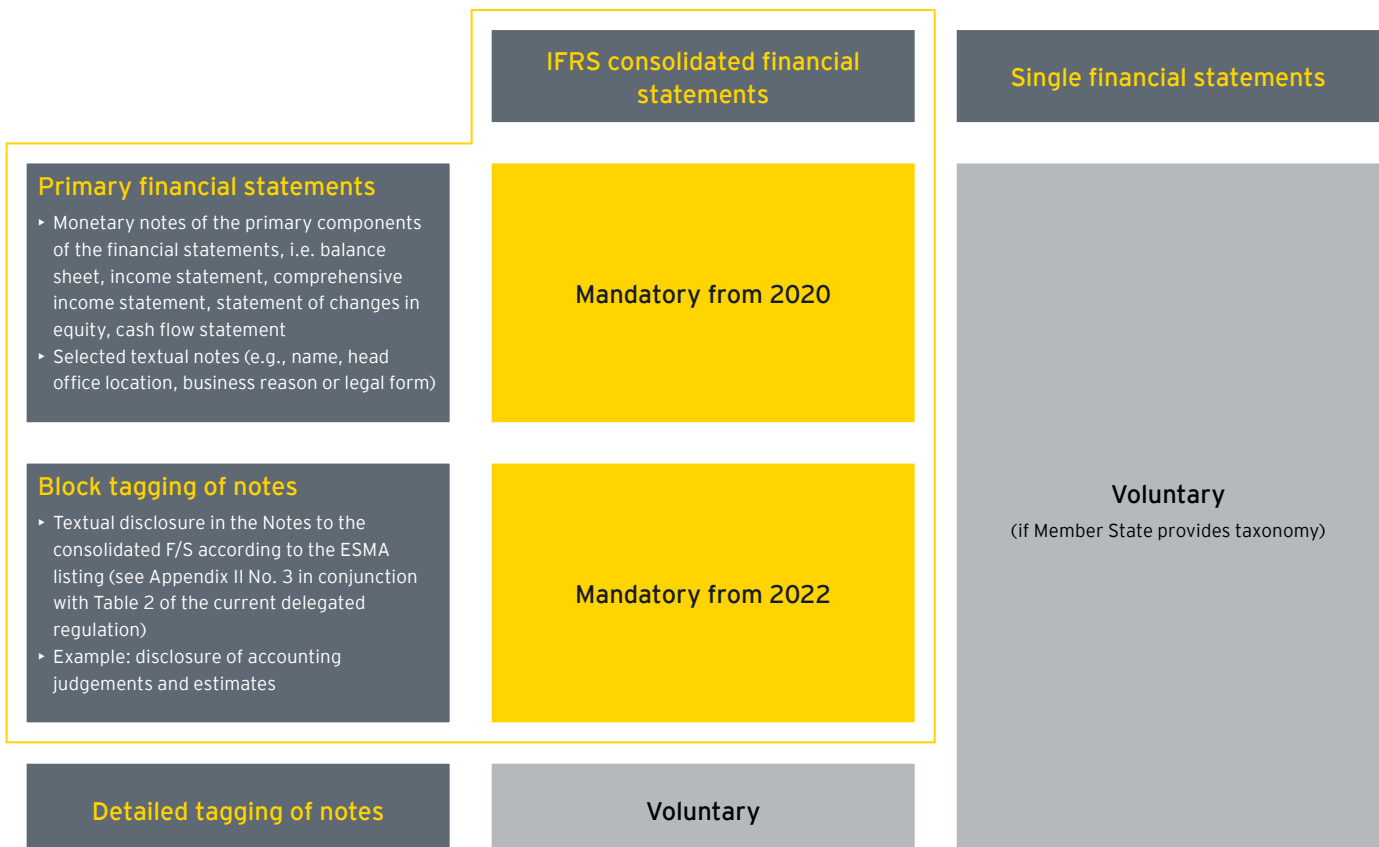 IFRS consolidated financial
statements
Single financial statements
Primary financial statements
‣ Monetary notes of the primary components
of the financial statements, i.e. balance
sheet, income statement, comprehensive
income statement, statement of changes in
equity, cash flow statement
‣ Selected textual notes (e.g., name, head
office location, business reason or legal form)
Mandatory from 2020
Block tagging of notes
‣ Textual disclosure in the Notes to the
consolidated F/S according to the ESMA
listing (see Appendix II No. 3 in conjunction
with Table 2 of the current delegated
regulation)
‣ Example: disclosure of accounting
judgements and estimates
Mandatory from 2022
Voluntary
(if Member State provides taxonomy)
Detailed tagging of notes
Voluntary